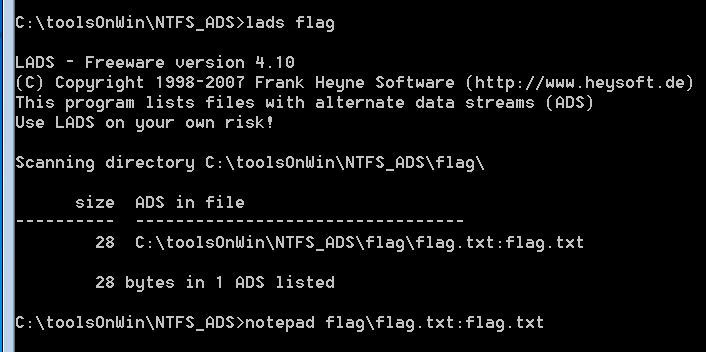 C:\toolsOnWin\NTFS_ADS>lads flag
LADS - Freeware version 4.10
(C) Copyright 1998-2007 Frank Heyne Software (http://www.heysoft.de)
This program lists files with alternate data streams (ADS)
Use LADS on your own risk!
Scanning directory C:\toolsOnWin\NTFS_ADS\flag\
size  ADS in file
----------  ---------------------------------
28  C:\toolsOnWin\NTFS_ADS\flag\flag.txt:flag.txt
28 bytes in 1 ADS listed
C:\toolsOnWin\NTFS_ADS>notepad flag\flag.txt:flag.txt